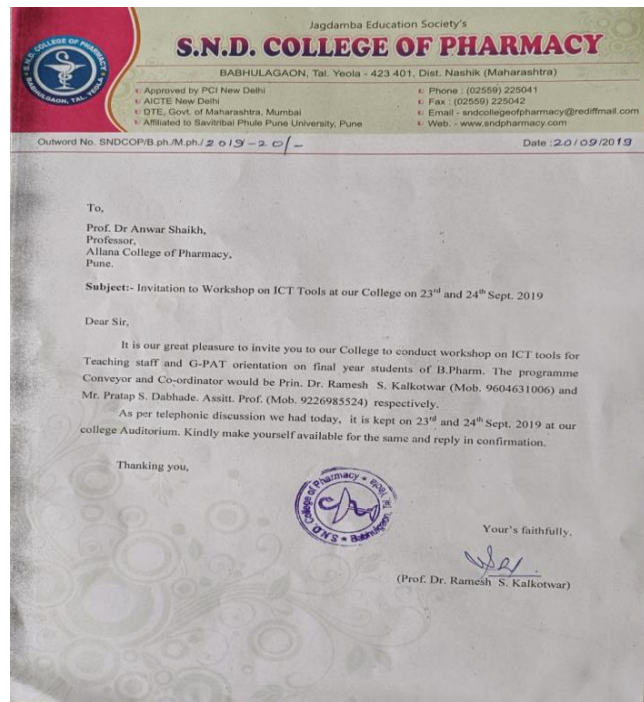 Jagdamba Education Society's
S.N.D. COLLEGE OF PHARMACY
BABHULAGAON, Tal. Yeola - 423 401, Dist. Nashik (Maharashtra)
Approved by PCI New Delhi
AICTE New Delhi
DTE, Govt. of Maharashtra, Mumbai
Affiliated to Savitribai Phule Pune University, Pune
Phone : (02559) 225041
Fax : (02559) 225042
Email - sndcollegeofpharmacy@rediffmail.com
Web. - www.sndpharmacy.com
Outword No. SNDCOP/B.ph./M.ph./2019-20/-
Date :20/09/2019
To,
Prof. Dr Anwar Shaikh,
Professor,
Allana College of Pharmacy,
Pune.
Subject:- Invitation to Workshop on ICT Tools at our College on 23rd and 24th Sept. 2019
Dear Sir,
It is our great pleasure to invite you to our College to conduct workshop on ICT tools for
Teaching staff and G-PAT orientation on final year students of B.Pharm. The programme
Conveyor and Co-ordinator would be Prin. Dr. Ramesh S. Kalkotwar (Mob. 9604631006) and
Mr. Pratap S. Dabhade. Assitt. Prof. (Mob. 9226985524) respectively.
As per telephonic discussion we had today, it is kept on 23rd and 24th Sept. 2019 at our
college Auditorium. Kindly make yourself available for the same and reply in confirmation.
Thanking you,
S.N.D. College of Pharmacy
Your's faithfully,
(Prof. Dr. Ramesh S. Kalkotwar)